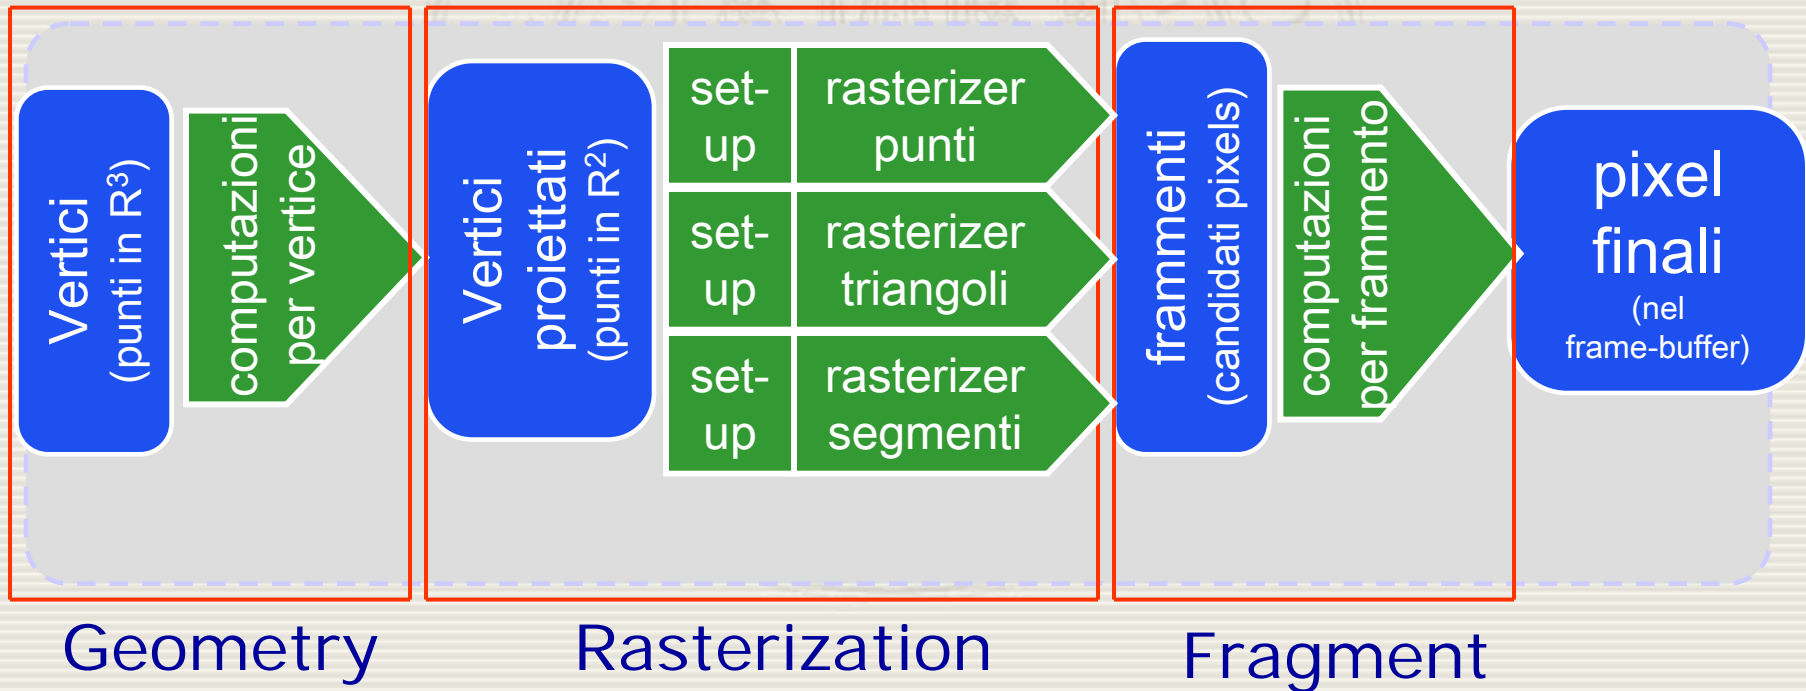 Vertici
(punti in R³)
computazioni
per vertice
Vertici
proiettati
(punti in R²)
set-
up
rasterizer
punti
set-
up
rasterizer
triangoli
set-
up
rasterizer
segmenti
frammenti
(candidati pixels)
computazioni
per frammento
pixel
finali
(nel
frame-buffer)
Geometry
Rasterization
Fragment